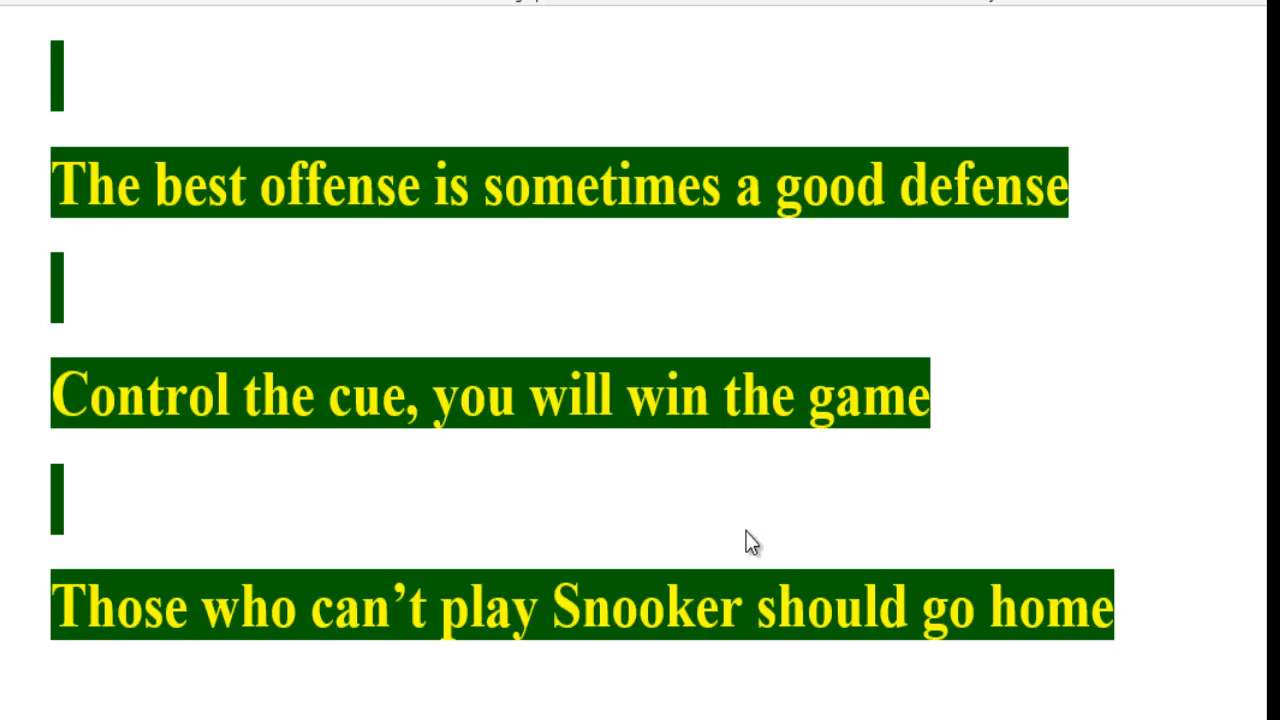 The best offense is sometimes a good defense
Control the cue, you will win the game
Those who can’t play Snooker should go home